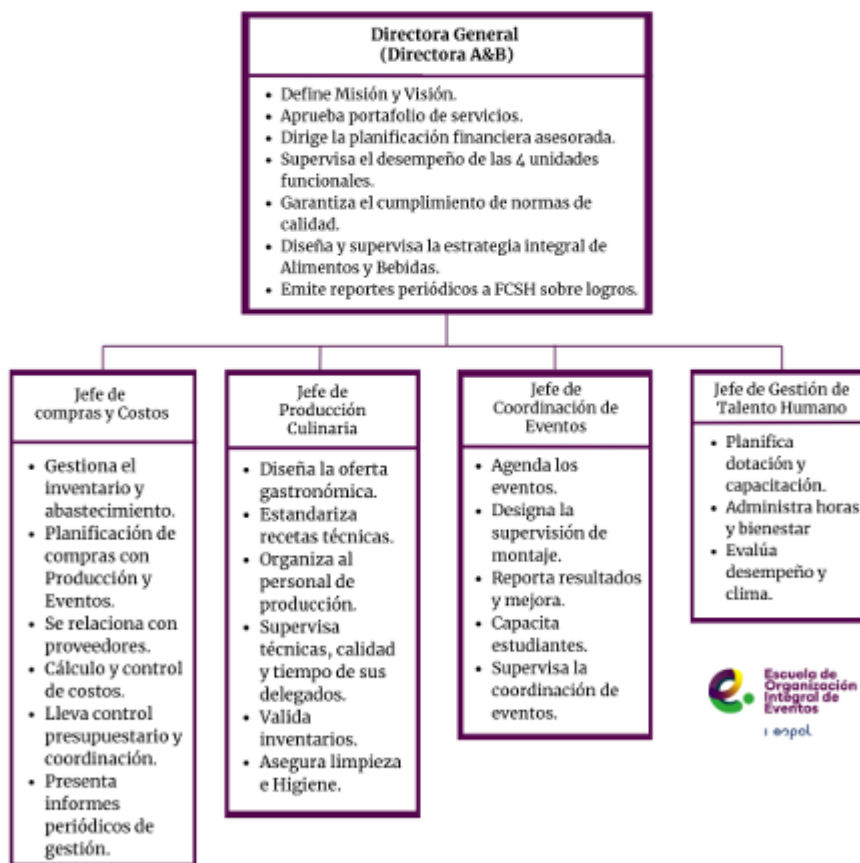 Directora General
(Directora A&B)
• Define Misión y Visión.
• Aprueba portafolio de servicios.
• Dirige la planificación financiera asesorada.
• Supervisa el desempeño de las 4 unidades
funcionales.
• Garantiza el cumplimiento de normas de
calidad.
• Diseña y supervisa la estrategia integral de
Alimentos y Bebidas.
• Emite reportes periódicos a FCSH sobre logros.
Jefe de
compras y Costos
• Gestiona el
inventario y
abastecimiento.
• Planificación de
compras con
Producción y
Eventos.
• Se relaciona con
proveedores.
• Cálculo y control
de costos.
• Lleva control
presupuestario y
coordinación.
• Presenta
informes
periódicos de
gestión.
Jefe de
Producción
Culinaria
• Diseña la oferta
gastronómica.
• Estandariza
recetas técnicas.
• Organiza al
personal de
producción.
• Supervisa
técnicas, calidad
y tiempo de sus
delegados.
• Valida
inventarios.
• Asegura limpieza
e Higiene.
Jefe de
Coordinación de
Eventos
• Agenda los
eventos.
• Designa la
supervisión de
montaje.
• Reporta resultados
y mejora.
• Capacita
estudiantes.
• Supervisa la
coordinación de
eventos.
Jefe de Gestión de
Talento Humano
• Planifica
dotación y
capacitación.
• Administra horas
y bienestar
• Evalúa
desempeño y
clima.
Escuela de
Organización
Integral de
Eventos
espol